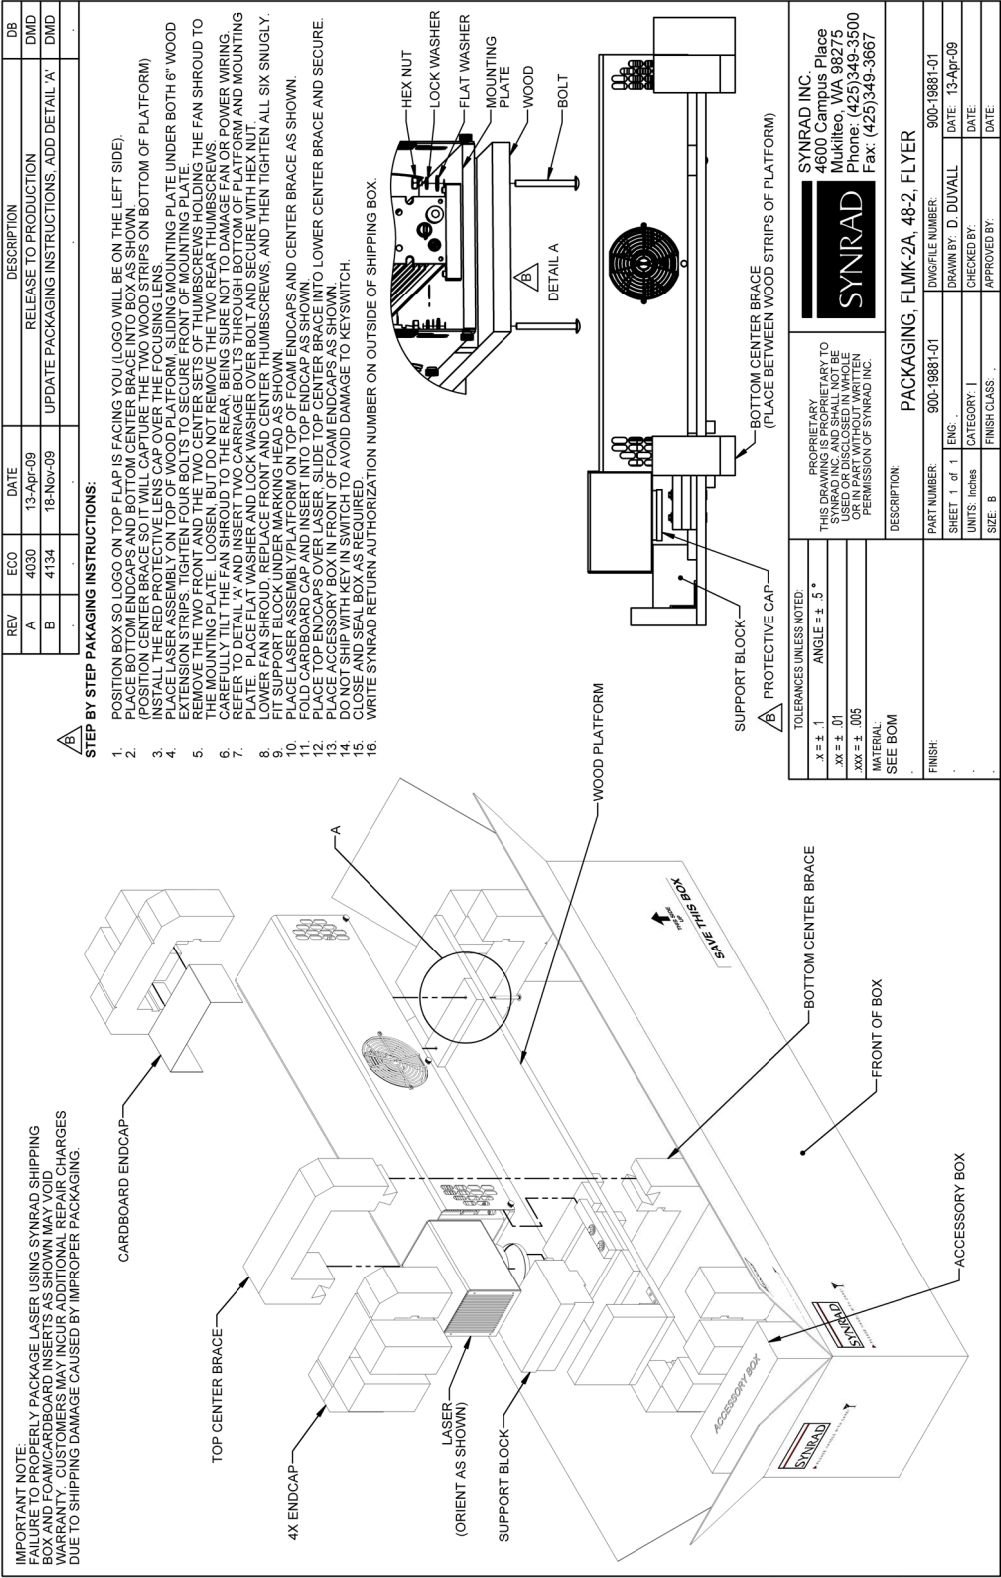 IMPORTANT NOTE:
FAILURE TO PROPERLY PACKAGE LASER USING SYNRAD SHIPPING
BOX AND FOAM/CARDBOARD INSERTS AS SHOWN MAY VOID
WARRANTY. CUSTOMERS MAY INCUR ADDITIONAL REPAIR CHARGES
DUE TO SHIPPING DAMAGE CAUSED BY IMPROPER PACKAGING.
CARDBOARD ENDCAP
TOP CENTER BRACE
4X ENDCAP
LASER
(ORIENT AS SHOWN)
SUPPORT BLOCK
A
WOOD PLATFORM
BOTTOM CENTER BRACE
FRONT OF BOX
ACCESSORY BOX
ACCESSORY BOX
SAVE THIS BOX
SYNRAD
SYNRAD
REV ECO DATE DESCRIPTION DB
A 4030 13-Apr-09 RELEASE TO PRODUCTION DMD
B 4134 18-Nov-09 UPDATE PACKAGING INSTRUCTIONS, ADD DETAIL 'A' DMD
B
STEP BY STEP PAKAGING INSTRUCTIONS:
1. POSITION BOX SO LOGO ON TOP FLAP IS FACING YOU (LOGO WILL BE ON THE LEFT SIDE).
2. PLACE BOTTOM ENDCAPS AND BOTTOM CENTER BRACE INTO BOX AS SHOWN.
(POSITION CENTER BRACE SO IT WILL CAPTURE THE TWO WOOD STRIPS ON BOTTOM OF PLATFORM)
3. INSTALL THE RED PROTECTIVE LENS CAP OVER THE FOCUSING LENS.
4. PLACE LASER ASSEMBLY ON TOP OF WOOD PLATFORM, SLIDING MOUNTING PLATE UNDER BOTH 6" WOOD
EXTENSION STRIPS. TIGHTEN FOUR BOLTS TO SECURE FRONT OF MOUNTING PLATE.
5. REMOVE THE TWO FRONT AND THE TWO CENTER SETS OF THUMBSCREWS HOLDING THE FAN SHROUD TO
THE MOUNTING PLATE. LOOSEN, BUT DO NOT REMOVE THE TWO REAR THUMBSCREWS.
6. CAREFULLY TILT THE FAN SHROUD TO THE REAR, BEING SURE NOT TO DAMAGE FAN OR POWER WIRING.
7. REFER TO DETAIL 'A' AND INSERT TWO CARRIAGE BOLTS THROUGH BOTTOM OF PLATFORM AND MOUNTING
PLATE. PLACE FLAT WASHER AND LOCK WASHER OVER BOLT AND SECURE WITH HEX NUT.
8. LOWER FAN SHROUD, REPLACE FRONT AND CENTER THUMBSCREWS, AND THEN TIGHTEN ALL SIX SNUGLY.
9. FIT SUPPORT BLOCK UNDER MARKING HEAD AS SHOWN.
10. PLACE LASER ASSEMBLY/PLATFORM ON TOP OF FOAM ENDCAPS AND CENTER BRACE AS SHOWN.
11. FOLD CARDBOARD CAP AND INSERT INTO TOP ENDCAP AS SHOWN.
12. PLACE TOP ENDCAPS OVER LASER, SLIDE TOP CENTER BRACE INTO LOWER CENTER BRACE AND SECURE.
13. PLACE ACCESSORY BOX IN FRONT OF FOAM ENDCAPS AS SHOWN.
14. DO NOT SHIP WITH KEY IN SWITCH TO AVOID DAMAGE TO KEYSWITCH.
15. CLOSE AND SEAL BOX AS REQUIRED.
16. WRITE SYNRAD RETURN AUTHORIZATION NUMBER ON OUTSIDE OF SHIPPING BOX.
HEX NUT
LOCK WASHER
FLAT WASHER
MOUNTING
PLATE
WOOD
BOLT
B
DETAIL A
BOTTOM CENTER BRACE
(PLACE BETWEEN WOOD STRIPS OF PLATFORM)
SUPPORT BLOCK
B PROTECTIVE CAP
TOLERANCES UNLESS NOTED:
.x = ± .1 ANGLE = ± .5 °
.xx = ± .01
.xxx = ± .005
MATERIAL:
SEE BOM
FINISH:
PROPRIETARY
THIS DRAWING IS PROPRIETARY TO
SYNRAD INC. AND SHALL NOT BE
USED OR DISCLOSED IN WHOLE
OR IN PART WITHOUT WRITTEN
PERMISSION OF SYNRAD INC.
SYNRAD
SYNRAD INC.
4600 Campus Place
Mukilteo, WA 98275
Phone: (425)349-3500
Fax: (425)349-3667
DESCRIPTION:
PACKAGING, FLMK-2A, 48-2, FLYER
PART NUMBER: 900-19881-01 DWG/FILE NUMBER: 900-19881-01
SHEET 1 of 1 ENG: . DRAWN BY: D. DUVALL DATE: 13-Apr-09
UNITS: Inches CATEGORY: I CHECKED BY: DATE:
SIZE: B FINISH CLASS: . APPROVED BY: DATE: